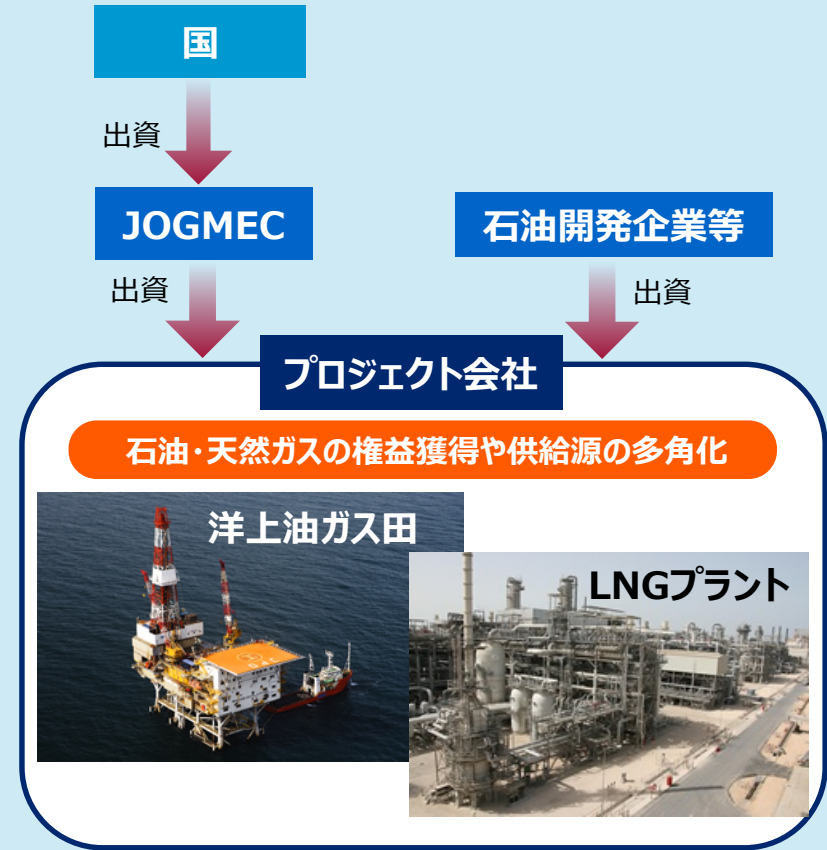 国
出資
JOGMEC
石油開発企業等
出資
出資
プロジェクト会社
石油・天然ガスの権益獲得や供給源の多角化
洋上油ガス田
LNGプラント